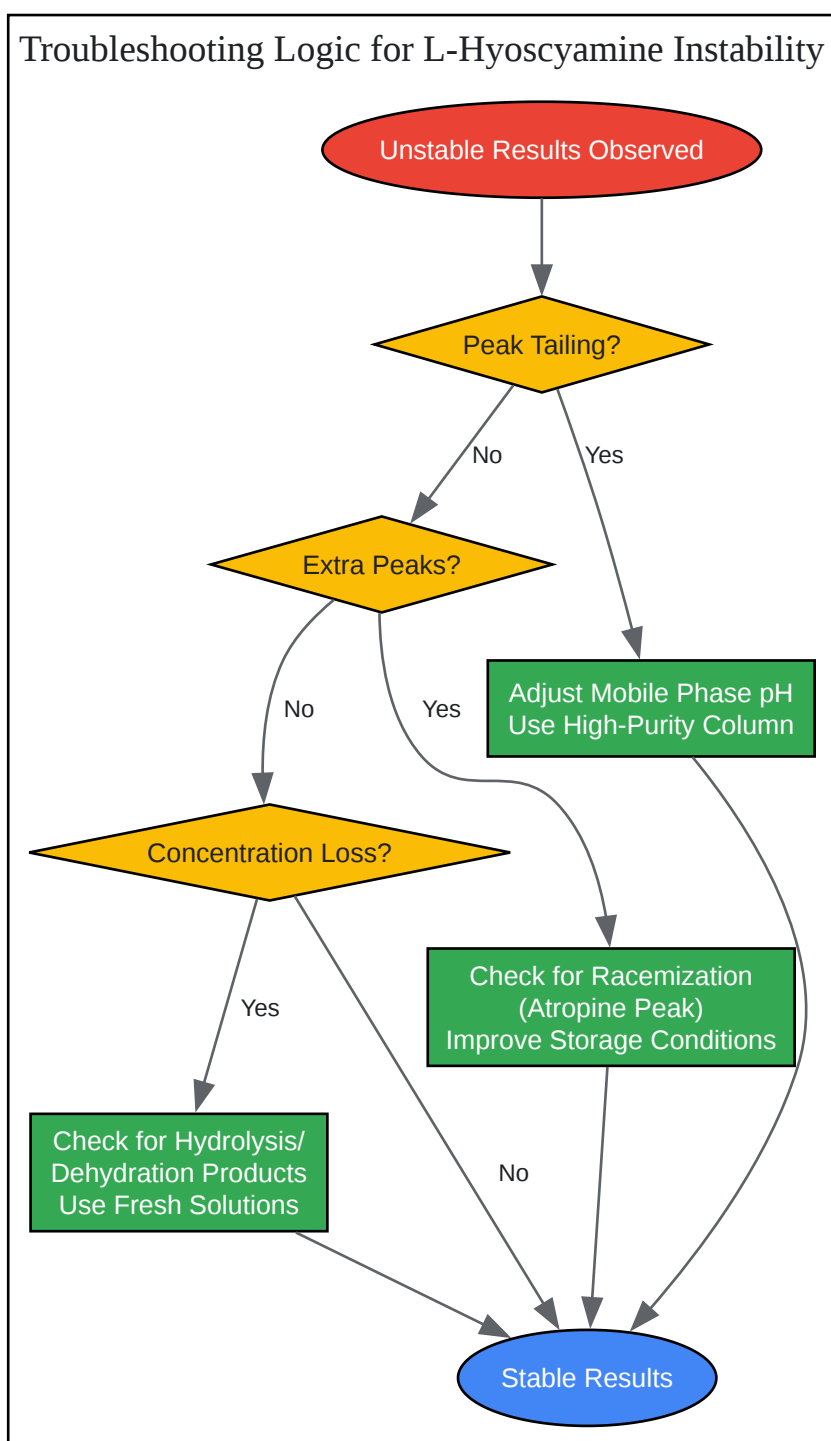 Troubleshooting Logic for L-Hyoscyamine Instability
Unstable Results Observed
Peak Tailing?
No
Yes
Extra Peaks?
Adjust Mobile Phase pH
Use High-Purity Column
No
Yes
Concentration Loss?
Check for Racemization
(Atropine Peak)
Improve Storage Conditions
Yes
Check for Hydrolysis/
Dehydration Products
Use Fresh Solutions
No
Stable Results